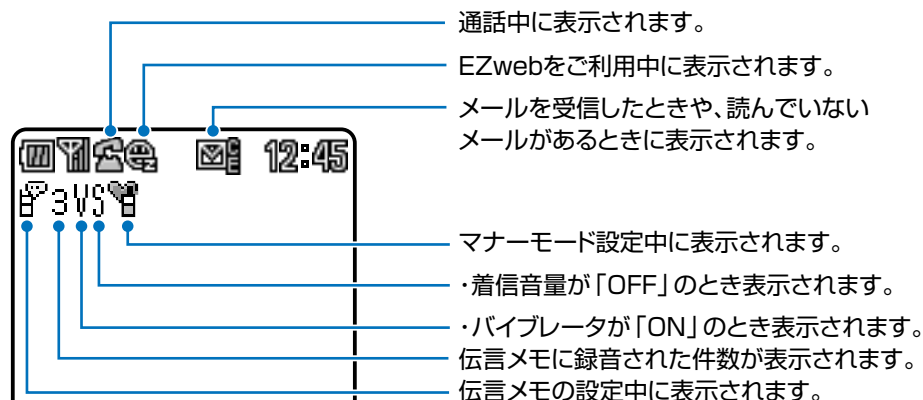 通話中に表示されます。
EZwebをご利用中に表示されます。
メールを受信したときや、読んでいない
メールがあるときに表示されます。
12:45
3VS
マナーモード設定中に表示されます。
・着信音量が「OFF」のとき表示されます。
・バイブレータが「ON」のとき表示されます。
伝言メモに録音された件数が表示されます。
伝言メモの設定中に表示されます。